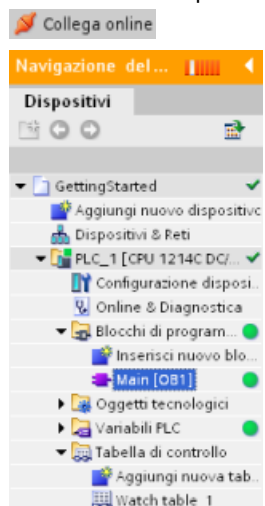 Collega online
Navigazione del ...
Dispositivi
GettingStarted
Aggiungi nuovo dispositivo
Dispositivi & Reti
PLC_1 [CPU 1214C DC/...
Configurazione disposi..
Online & Diagnostica
Blocchi di program...
Inserisci nuovo blo...
Main [OB1]
Oggetti tecnologici
Variabili PLC
Tabella di controllo
Aggiungi nuova tab..
Watch table_1